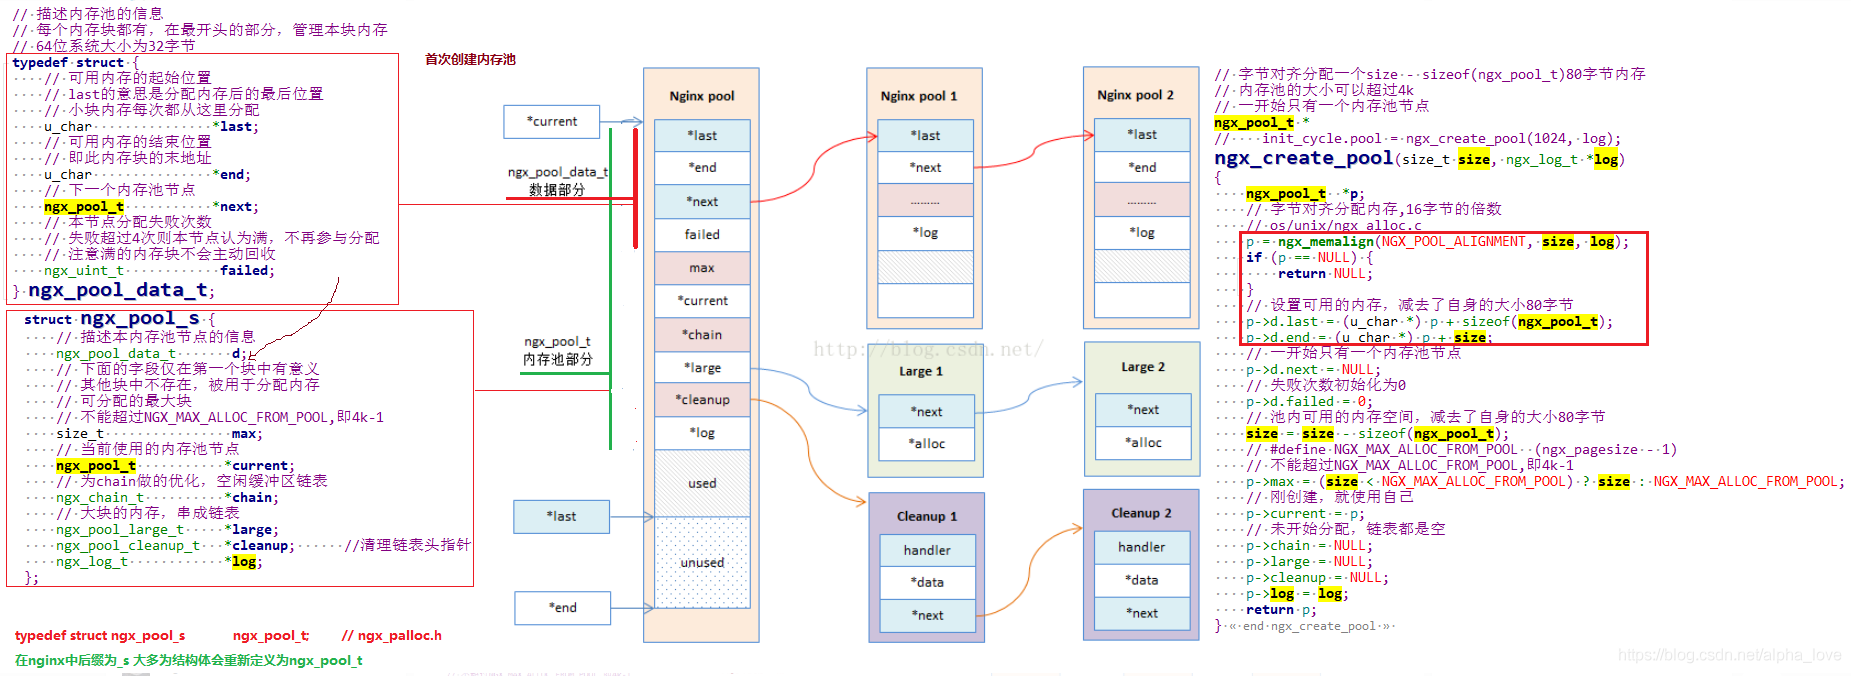 // 描述内存池的信息
// 每个内存块都有，在最开头的部分，管理本块内存
// 64位系统大小为32字节
typedef struct {
// 可用内存的起始位置
// last的意思是分配内存后的最后位置
// 小块内存每次都从这里分配
u_char *last;
// 可用内存的结束位置
// 即此内存块的末地址
u_char *end;
// 下一个内存池节点
ngx_pool_t *next;
// 本节点分配失败次数
// 失败超过4次则本节点认为满，不再参与分配
// 注意满的内存块不会主动回收
ngx_uint_t failed;
} ngx_pool_data_t;
struct ngx_pool_s {
// 描述本内存池节点的信息
ngx_pool_data_t d;
// 下面的字段仅在第一个块中有意义
// 其他块中不存在，被用于分配内存
// 可分配的最大块
// 不能超过NGX_MAX_ALLOC_FROM_POOL,即4k-1
size_t max;
// 当前使用的内存池节点
ngx_pool_t *current;
// 为chain做的优化，空闲缓冲区链表
ngx_chain_t *chain;
// 大块的内存，串成链表
ngx_pool_large_t *large;
ngx_pool_cleanup_t *cleanup; //清理链表头指针
ngx_log_t *log;
};
typedef struct ngx_pool_s ngx_pool_t; // ngx_palloc.h
在nginx中后缀为_s 大多为结构体会重新定义为ngx_pool_t
首次创建内存池
*current
ngx_pool_data_t
数据部分
ngx_pool_t
内存池部分
*last
*end
Nginx pool
*last
*end
*next
failed
max
*current
*chain
*large
*cleanup
*log
used
unused
Nginx pool 1
*last
*next
………
*log
Nginx pool 2
*last
*end
………
*log
http://blog.csdn.net/
Large 1
*next
*alloc
Large 2
*next
*alloc
Cleanup 1
handler
*data
*next
Cleanup 2
handler
*data
*next
// 字节对齐分配一个size - sizeof(ngx_pool_t)80字节内存
// 内存池的大小可以超过4k
// 一开始只有一个内存池节点
ngx_pool_t *
// init_cycle.pool = ngx_create_pool(1024, log);
ngx_create_pool(size_t size, ngx_log_t *log)
{
ngx_pool_t *p;
// 字节对齐分配内存,16字节的倍数
// os/unix/ngx_alloc.c
p = ngx_memalign(NGX_POOL_ALIGNMENT, size, log);
if (p == NULL) {
return NULL;
}
// 设置可用的内存，减去了自身的大小80字节
p->d.last = (u_char *) p + sizeof(ngx_pool_t);
p->d.end = (u_char *) p + size;
// 一开始只有一个内存池节点
p->d.next = NULL;
// 失败次数初始化为0
p->d.failed = 0;
// 池内可用的内存空间，减去了自身的大小80字节
size = size - sizeof(ngx_pool_t);
// #define NGX_MAX_ALLOC_FROM_POOL (ngx_pagesize - 1)
// 不能超过NGX_MAX_ALLOC_FROM_POOL,即4k-1
p->max = (size < NGX_MAX_ALLOC_FROM_POOL) ? size : NGX_MAX_ALLOC_FROM_POOL;
// 刚创建，就使用自己
p->current = p;
// 未开始分配，链表都是空
p->chain = NULL;
p->large = NULL;
p->cleanup = NULL;
p->log = log;
return p;
} « end ngx_create_pool »
https://blog.csdn.net/alpha_love